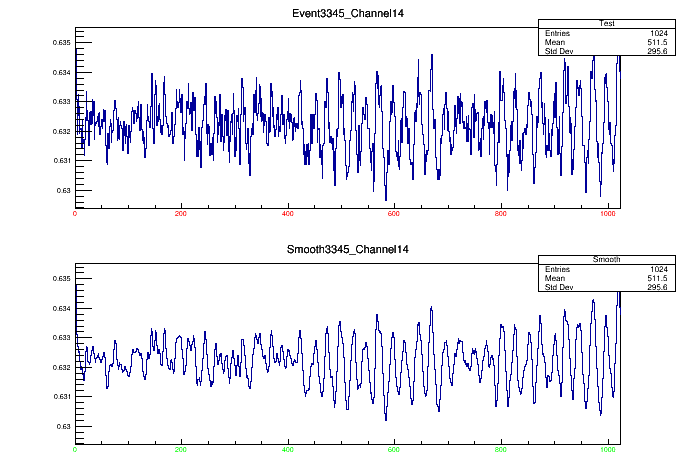 Event3345_Channel14
Test
Entries 1024
Mean 511.5
Std Dev 295.6
0.635
0.634
0.633
0.632
0.631
0.63
0 200 400 600 800 1000
Smooth3345_Channel14
Smooth
Entries 1024
Mean 511.5
Std Dev 295.6
0.635
0.634
0.633
0.632
0.631
0.63
0 200 400 600 800 1000